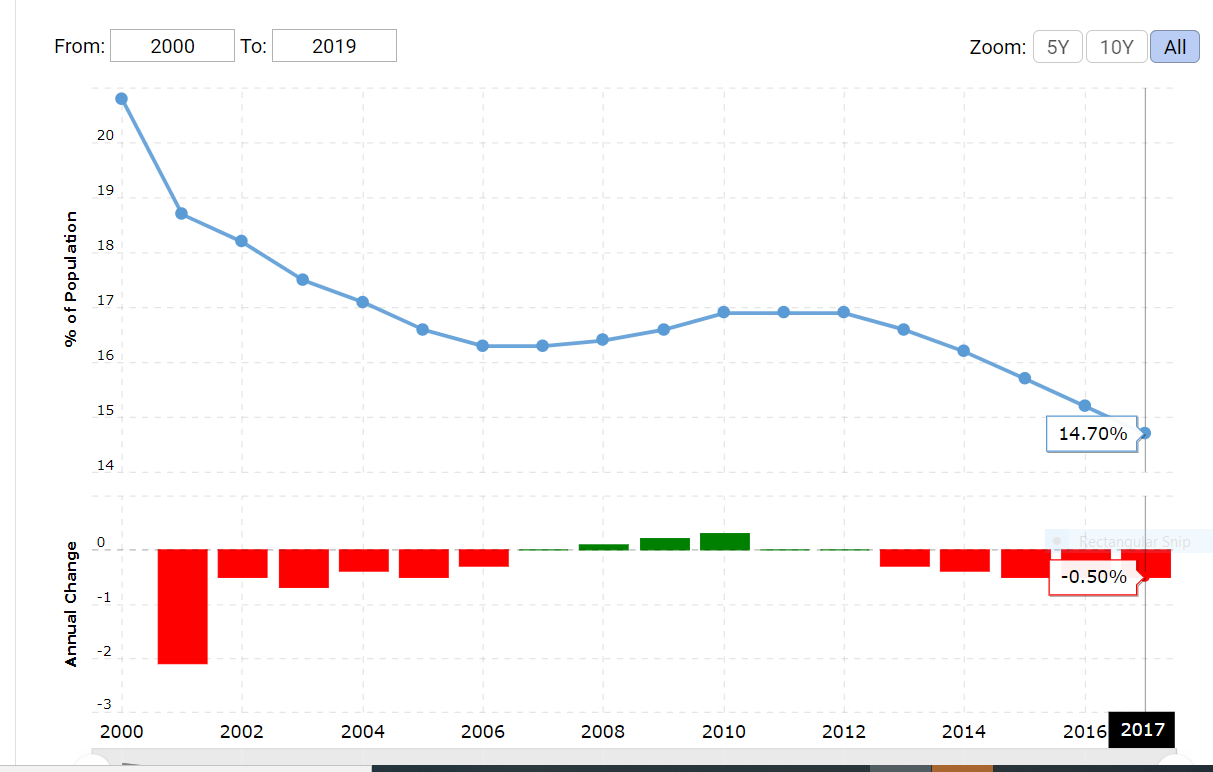 From: 2000 To: 2019 Zoom: 5Y 10Y All
% of Population
20
19
18
17
16
15
14
14.70%
Annual Change
0
-1
-2
-3
Rectangular Snip
-0.50%
2000 2002 2004 2006 2008 2010 2012 2014 2016 2017